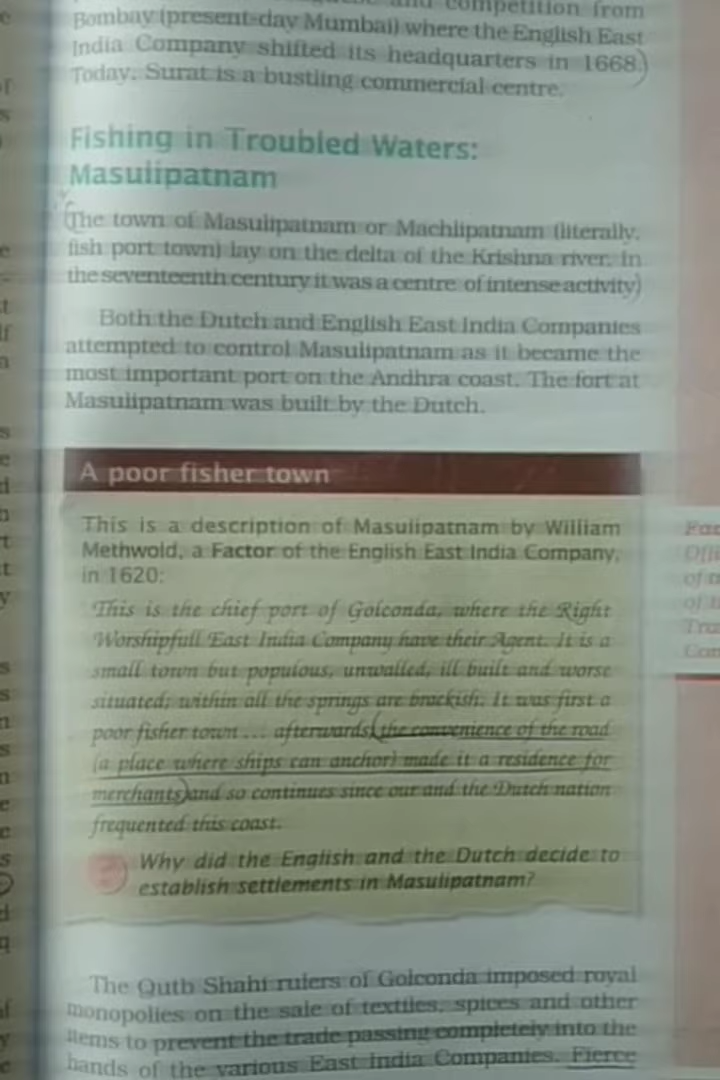 and competition from
Bombay (present-day Mumbai) where the English East
India Company shifted its headquarters in 1668.)
Today, Surat is a bustling commercial centre.
Fishing in Troubled Waters:
Masulipatnam
(The town of Masulipatnam or Machlipatnam (literally,
fish port town) lay on the delta of the Krishna river. In
the seventeenth century it was a centre of intense activity)
Both the Dutch and English East India Companies
attempted to control Masulipatnam as it became the
most important port on the Andhra coast. The fort at
Masulipatnam was built by the Dutch.
A poor fisher town
This is a description of Masulipatnam by William
Methwold, a Factor of the English East India Company,
in 1620:
This is the chief port of Golconda, where the Right
Worshipfull East India Company have their Agent. It is a
small town but populous, unwalled, ill built and worse
situated; within all the springs are brackish. It was first a
poor fisher town ... afterwards, (the convenience of the road
(a place where ships can anchor) made it a residence for
merchants) and so continues since our and the Dutch nation
frequented this coast.
Why did the English and the Dutch decide to
establish settlements in Masulipatnam?
The Qutb Shahi rulers of Golconda imposed royal
monopolies on the sale of textiles, spices and other
items to prevent the trade passing completely into the
hands of the various East India Companies. Fierce